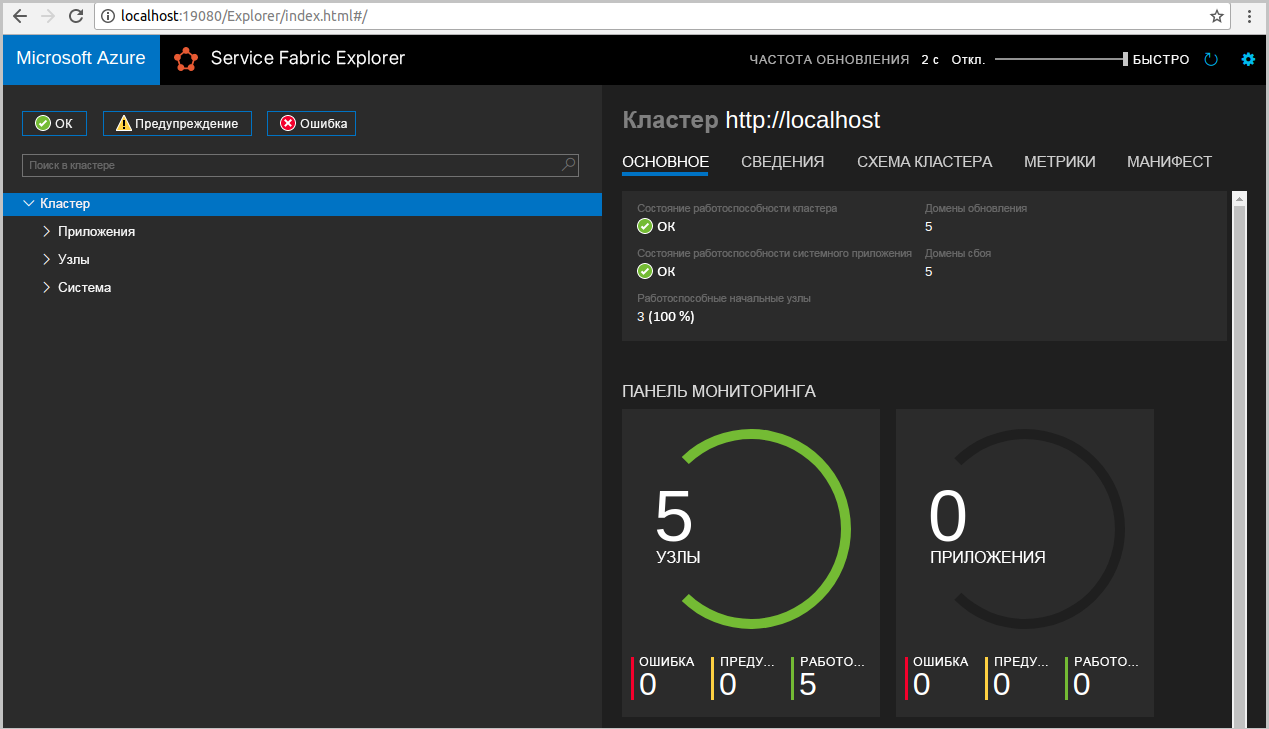 localhost:19080/Explorer/index.html#/
Microsoft Azure Service Fabric Explorer ЧАСТОТА ОБНОВЛЕНИЯ 2 с Откл. БЫСТРО
ОК Предупреждение Ошибка
Поиск в кластере
Кластер
Приложения
Узлы
Система
Кластер http://localhost
ОСНОВНОЕ СВЕДЕНИЯ СХЕМА КЛАСТЕРА МЕТРИКИ МАНИФЕСТ
Состояние работоспособности кластера Домены обновления
ОК 5
Состояние работоспособности системного приложения Домены сбоя
ОК 5
Работоспособные начальные узлы
3 (100 %)
ПАНЕЛЬ МОНИТОРИНГА
5
УЗЛЫ
ОШИБКА ПРЕДУ... РАБОТО...
0 0 5
0
ПРИЛОЖЕНИЯ
ОШИБКА ПРЕДУ... РАБОТО...
0 0 0